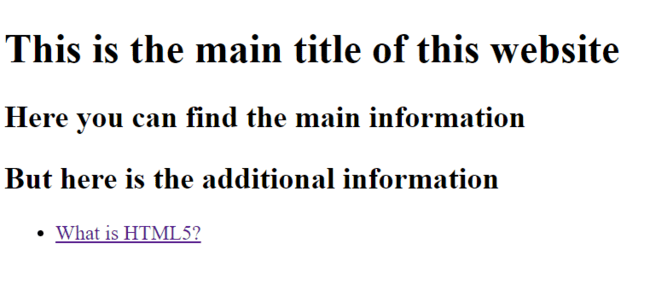 This is the main title of this website
Here you can find the main information
But here is the additional information
What is HTML5?